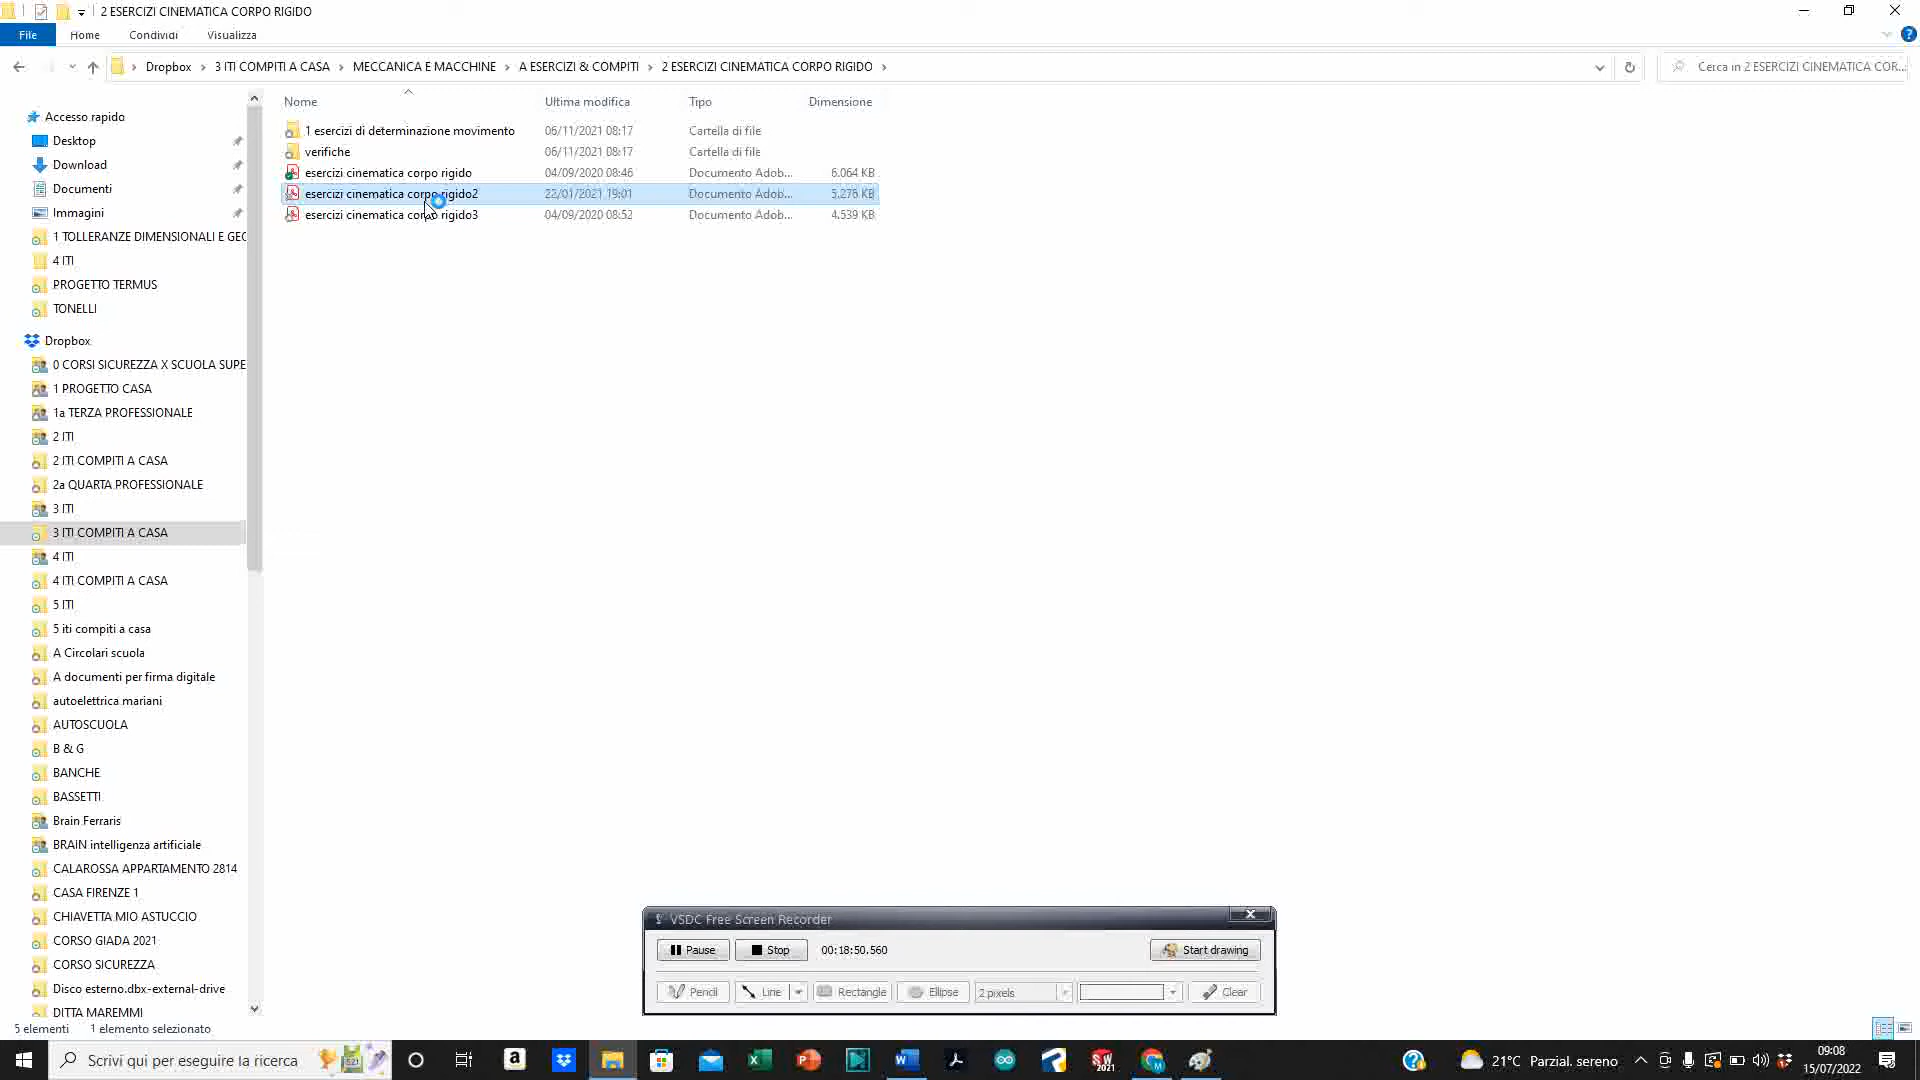 2 ESERCIZI CINEMATICA CORPO RIGIDO
File Home Condividi Visualizza
Dropbox 3 ITI COMPITI A CASA MECCANICA E MACCHINE A ESERCIZI & COMPITI 2 ESERCIZI CINEMATICA CORPO RIGIDO
Cerca in 2 ESERCIZI CINEMATICA COR...
Nome Ultima modifica Tipo Dimensione
1 esercizi di determinazione movimento 06/11/2021 08:17 Cartella di file
verifiche 06/11/2021 08:17 Cartella di file
esercizi cinematica corpo rigido 04/09/2020 08:46 Documento Adob... 6.064 KB
esercizi cinematica corpo rigido2 22/01/2021 19:01 Documento Adob... 5.276 KB
esercizi cinematica corpo rigido3 04/09/2020 08:52 Documento Adob... 4.539 KB
Accesso rapido
Desktop
Download
Documenti
Immagini
1 TOLLERANZE DIMENSIONALI E GEC
4 ITI
PROGETTO TERMUS
TONELLI
Dropbox
0 CORSI SICUREZZA X SCUOLA SUPE
1 PROGETTO CASA
1a TERZA PROFESSIONALE
2 ITI
2 ITI COMPITI A CASA
2a QUARTA PROFESSIONALE
3 ITI
3 ITI COMPITI A CASA
4 ITI
4 ITI COMPITI A CASA
5 ITI
5 iti compiti a casa
A Circolari scuola
A documenti per firma digitale
autoelettrica mariani
AUTOSCUOLA
B & G
BANCHE
BASSETTI
Brain Ferraris
BRAIN intelligenza artificiale
CALAROSSA APPARTAMENTO 2814
CASA FIRENZE 1
CHIAVETTA MIO ASTUCCIO
CORSO GIADA 2021
CORSO SICUREZZA
Disco esterno.dbx-external-drive
DITTA MAREMMI
5 elementi 1 elemento selezionato
VSDC Free Screen Recorder
Pause Stop 00:18:50.560 Start drawing
Pencil Line Rectangle Ellipse 2 pixels Clear
Scrivi qui per eseguire la ricerca
21°C Parzial. sereno
09:08
15/07/2022